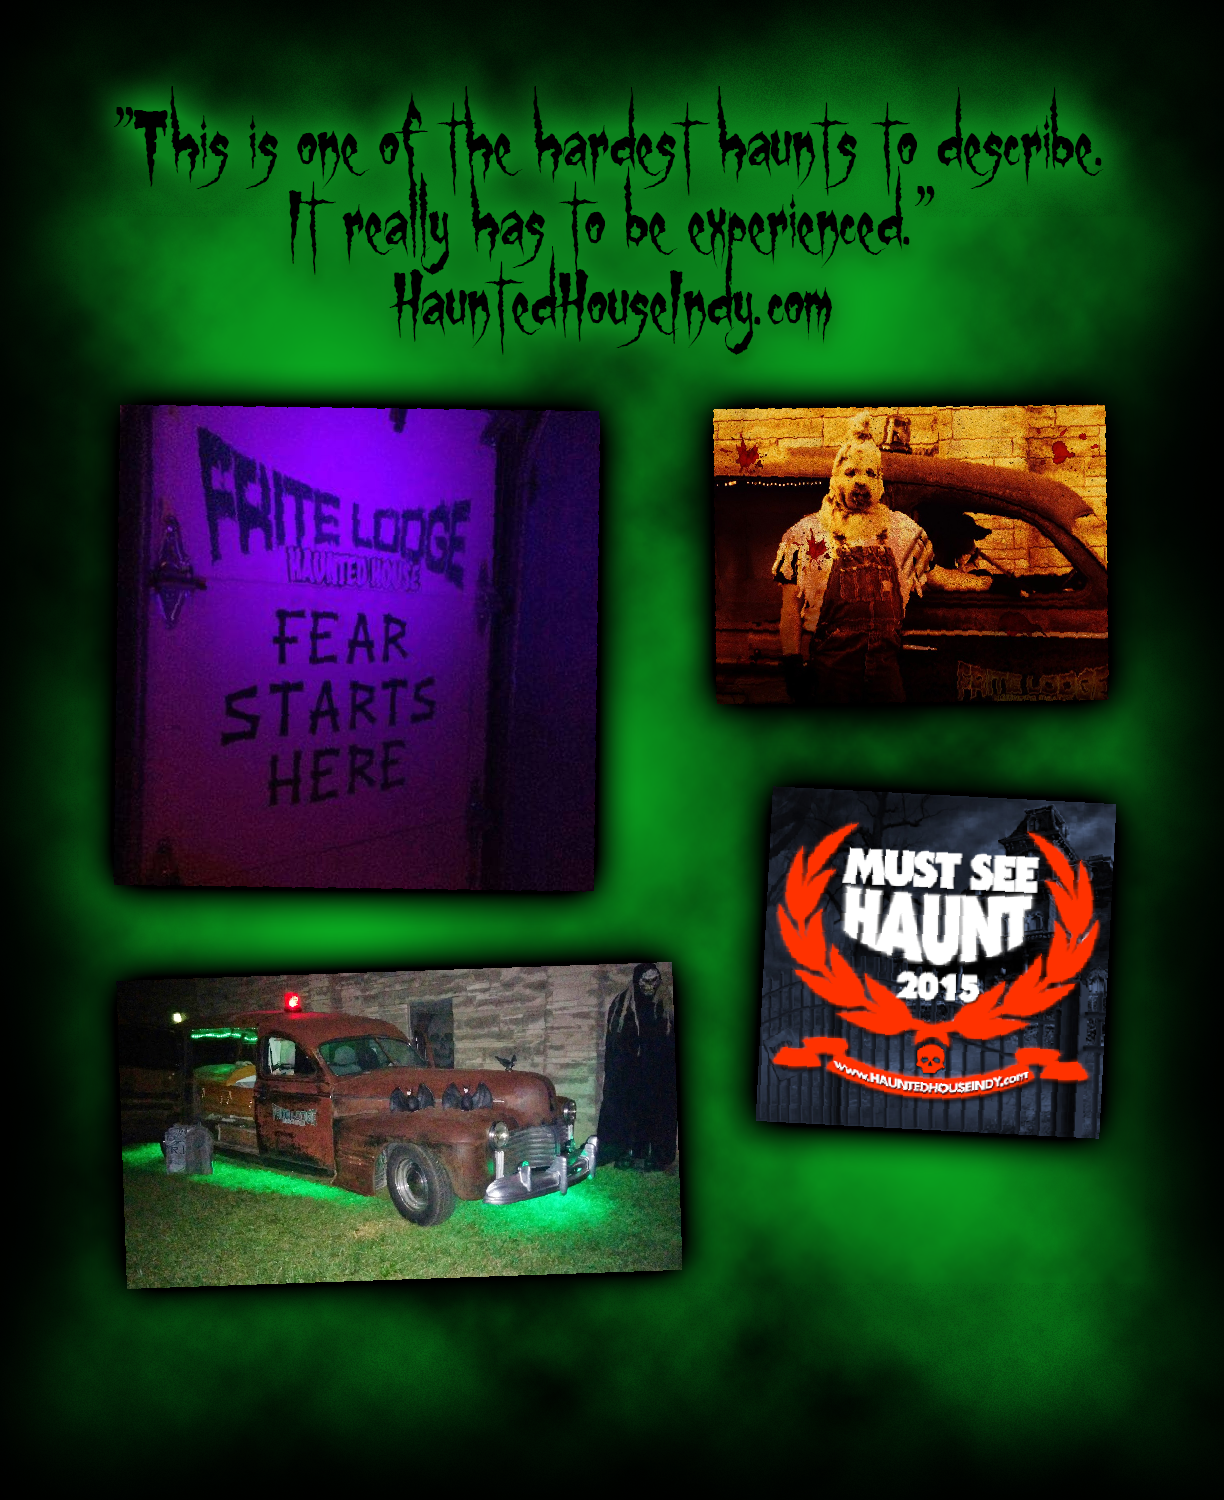 "This is one of the hardest haunts to describe.
It really has to be experienced."
HauntedHouseIndy.com
FRITE LODGE
HAUNTED HOUSE
FEAR
STARTS
HERE
FRITE LODGE
MUST SEE
HAUNT
2015
www.HAUNTEDHOUSEINDY.com